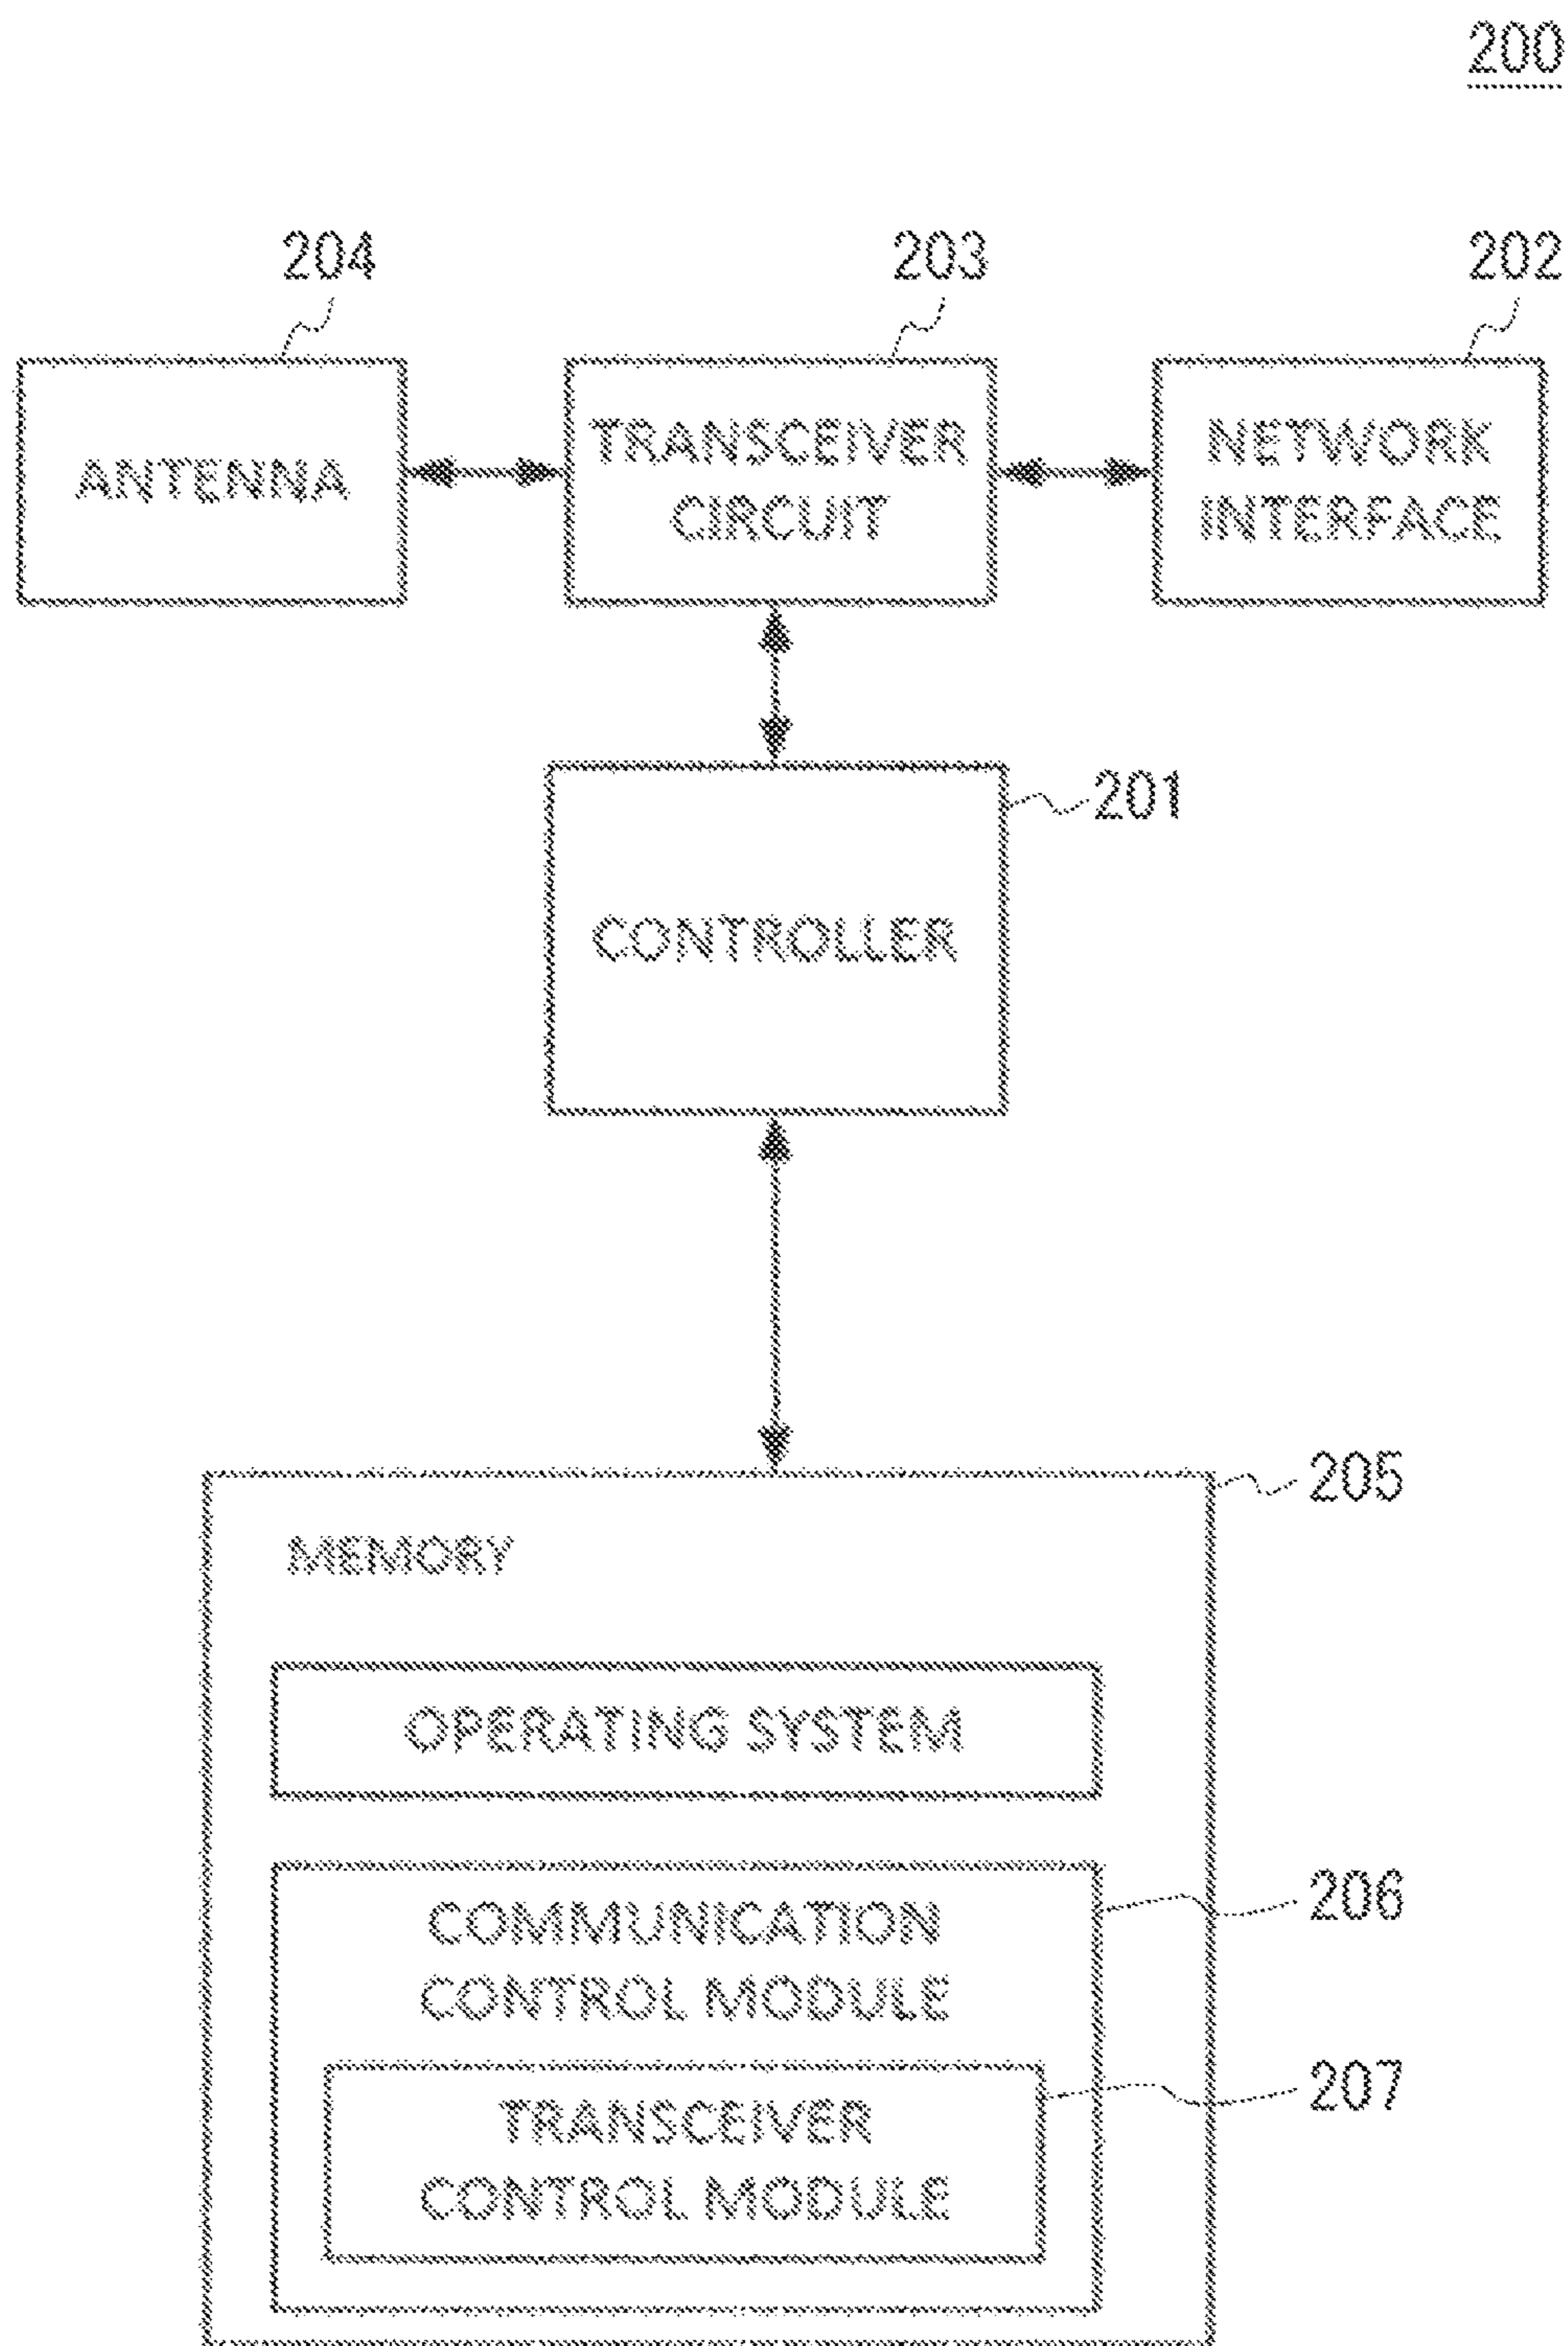 200
204
203
202
ANTENNA
TRANSCEIVER
CIRCUIT
NETWORK
INTERFACE
201
CONTROLLER
205
MEMORY
OPERATING SYSTEM
206
COMMUNICATION
CONTROL MODULE
207
TRANSCEIVER
CONTROL MODULE